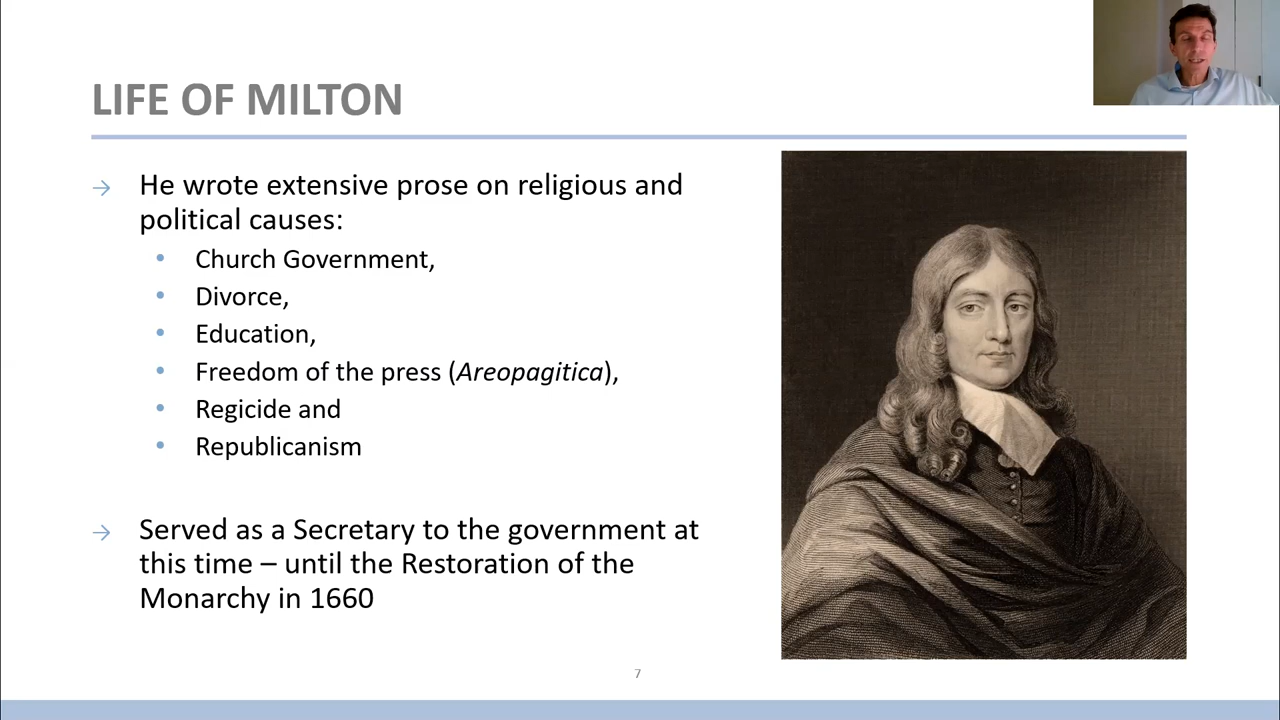 LIFE OF MILTON
→ He wrote extensive prose on religious and
political causes:
• Church Government,
• Divorce,
• Education,
• Freedom of the press (Areopagitica),
• Regicide and
• Republicanism
→ Served as a Secretary to the government at
this time – until the Restoration of the
Monarchy in 1660
7